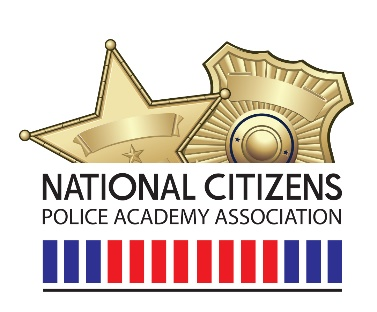 NATIONAL CITIZENS
POLICE ACADEMY ASSOCIATION